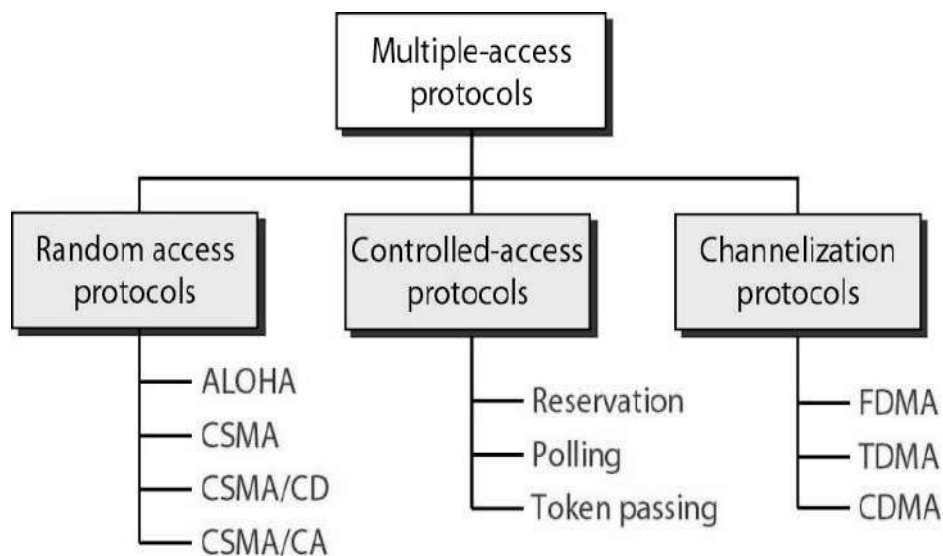 Multiple-access
protocols
Random access
protocols
Controlled-access
protocols
Channelization
protocols
ALOHA
CSMA
CSMA/CD
CSMA/CA
Reservation
Polling
Token passing
FDMA
TDMA
CDMA